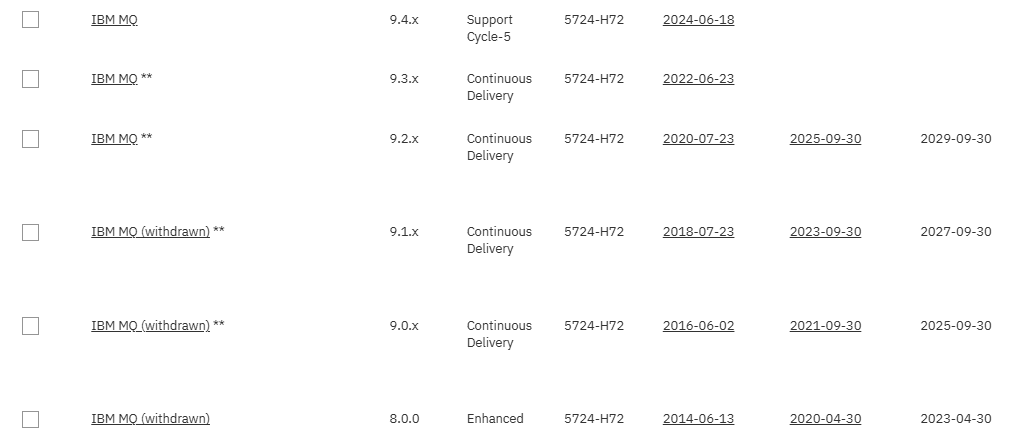 IBM MQ 9.4.x Support 5724-H72 2024-06-18
Cycle-5
IBM MQ ** 9.3.x Continuous 5724-H72 2022-06-23
Delivery
IBM MQ ** 9.2.x Continuous 5724-H72 2020-07-23 2025-09-30 2029-09-30
Delivery
IBM MQ (withdrawn) ** 9.1.x Continuous 5724-H72 2018-07-23 2023-09-30 2027-09-30
Delivery
IBM MQ (withdrawn) ** 9.0.x Continuous 5724-H72 2016-06-02 2021-09-30 2025-09-30
Delivery
IBM MQ (withdrawn) 8.0.0 Enhanced 5724-H72 2014-06-13 2020-04-30 2023-04-30